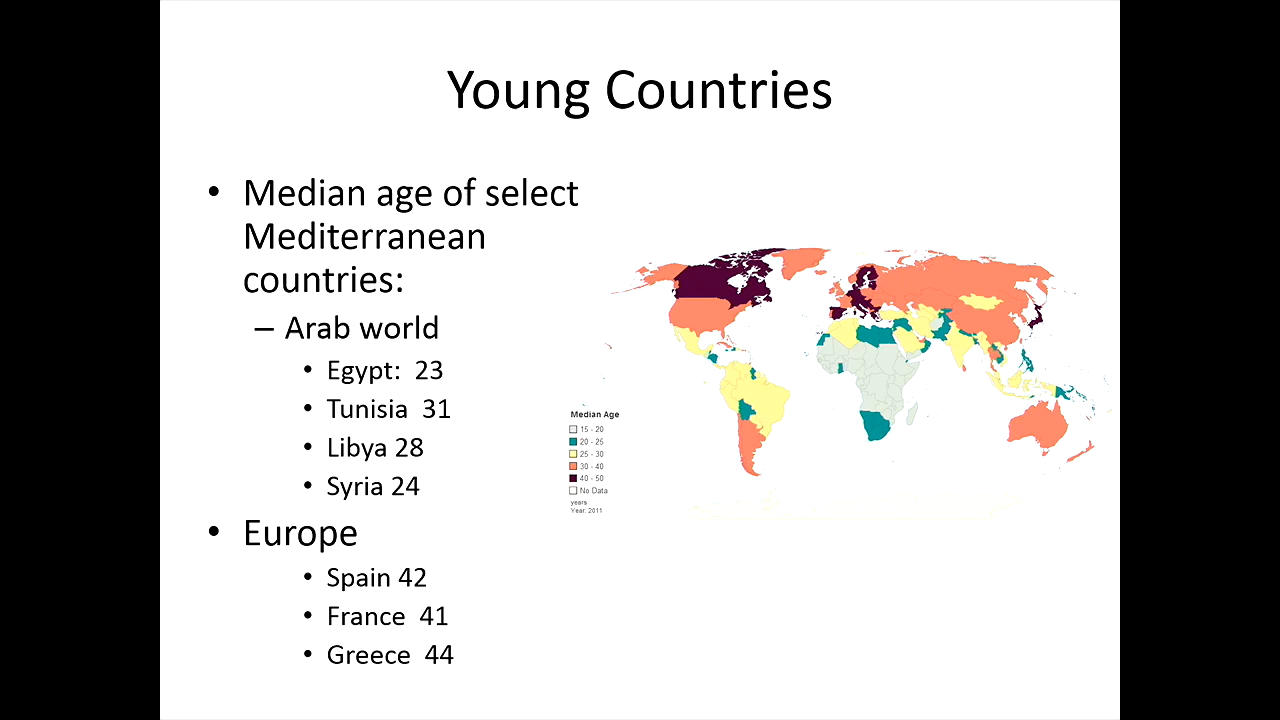 Young Countries
• Median age of select
Mediterranean
countries:
– Arab world
• Egypt:  23
• Tunisia  31
• Libya 28
• Syria 24
• Europe
• Spain 42
• France  41
• Greece  44
Median Age
15 - 20
20 - 25
25 - 30
30 - 40
40 - 50
No Data
years
Year: 2011